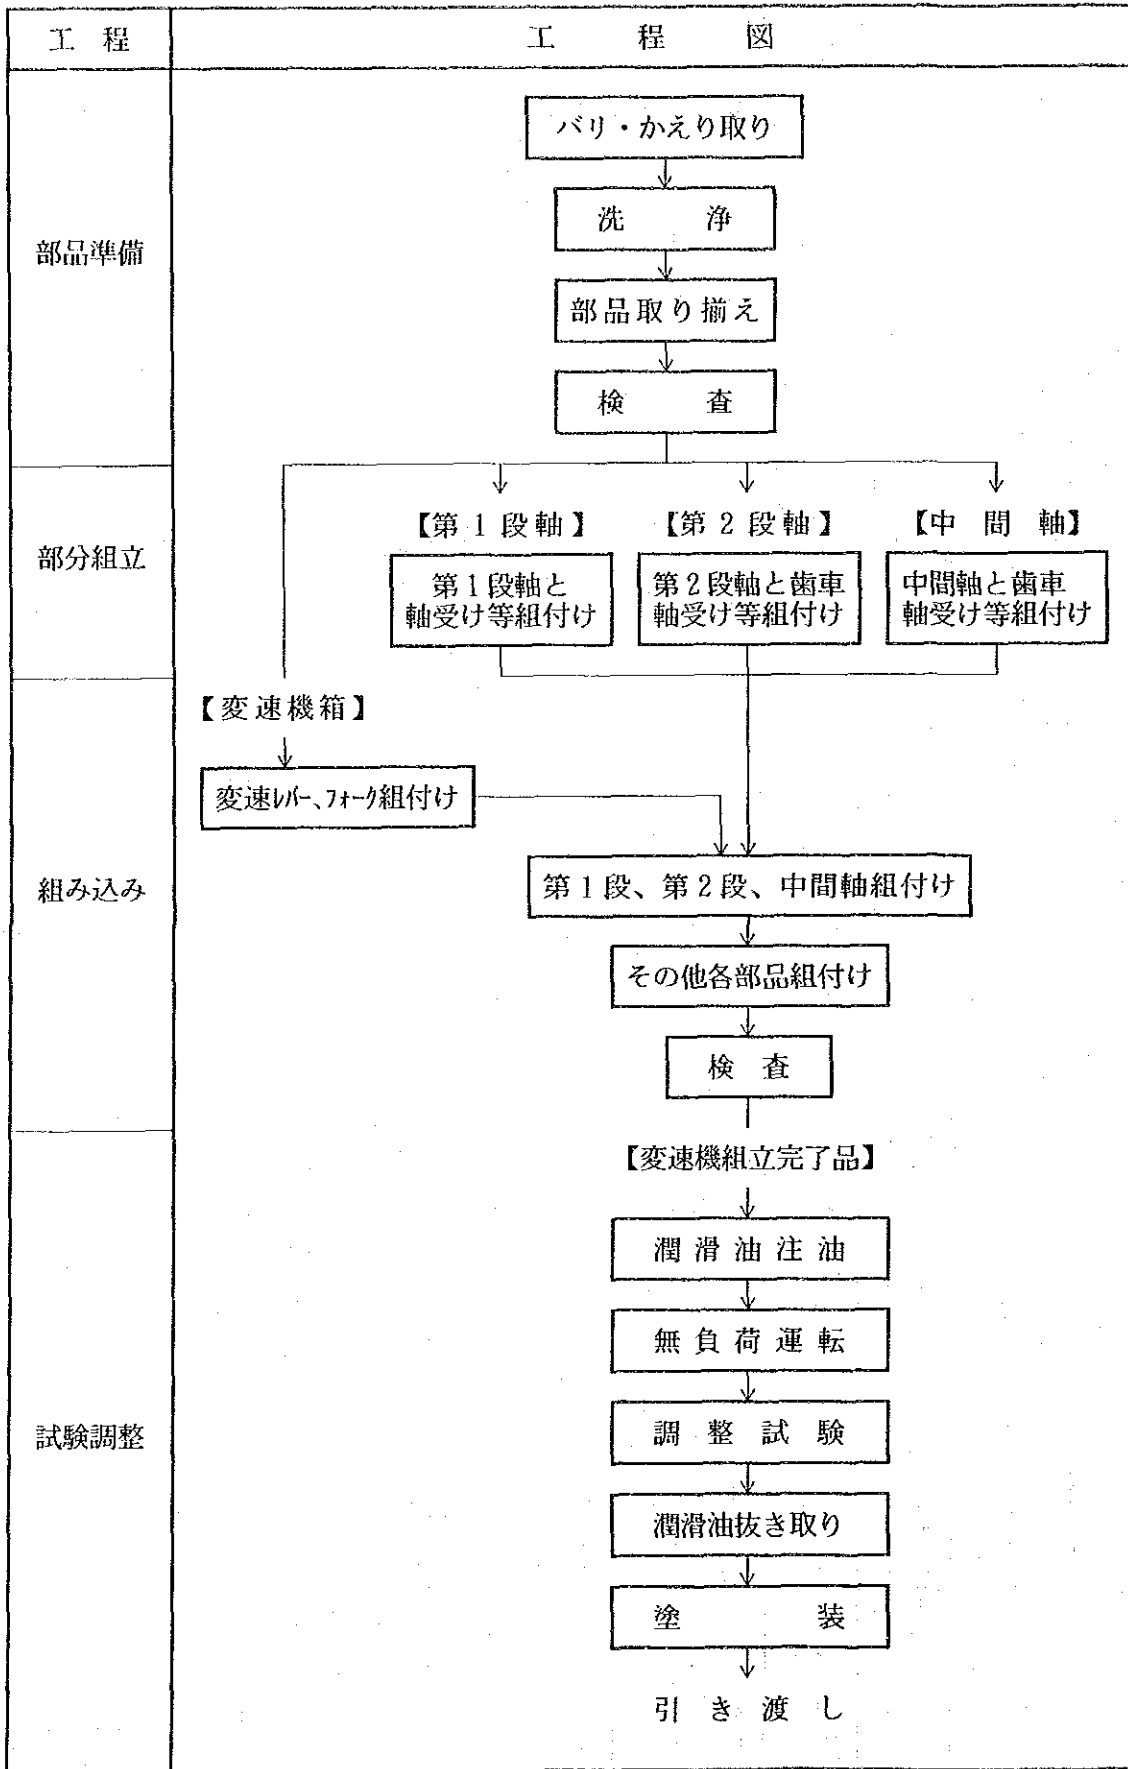 工程
工程図
部品準備
バリ・かえり取り
洗浄
部品取り揃え
検査
部分組立
【第1段軸】
【第2段軸】
【中間軸】
第1段軸と
軸受け等組付け
第2段軸と歯車
軸受け等組付け
中間軸と歯車
軸受け等組付け
組み込み
【変速機箱】
変速ﾚﾊﾞｰ、ﾌｫｰｸ組付け
第1段、第2段、中間軸組付け
その他各部品組付け
検査
試験調整
【変速機組立完了品】
潤滑油注油
無負荷運転
調整試験
潤滑油抜き取り
塗装
引き渡し